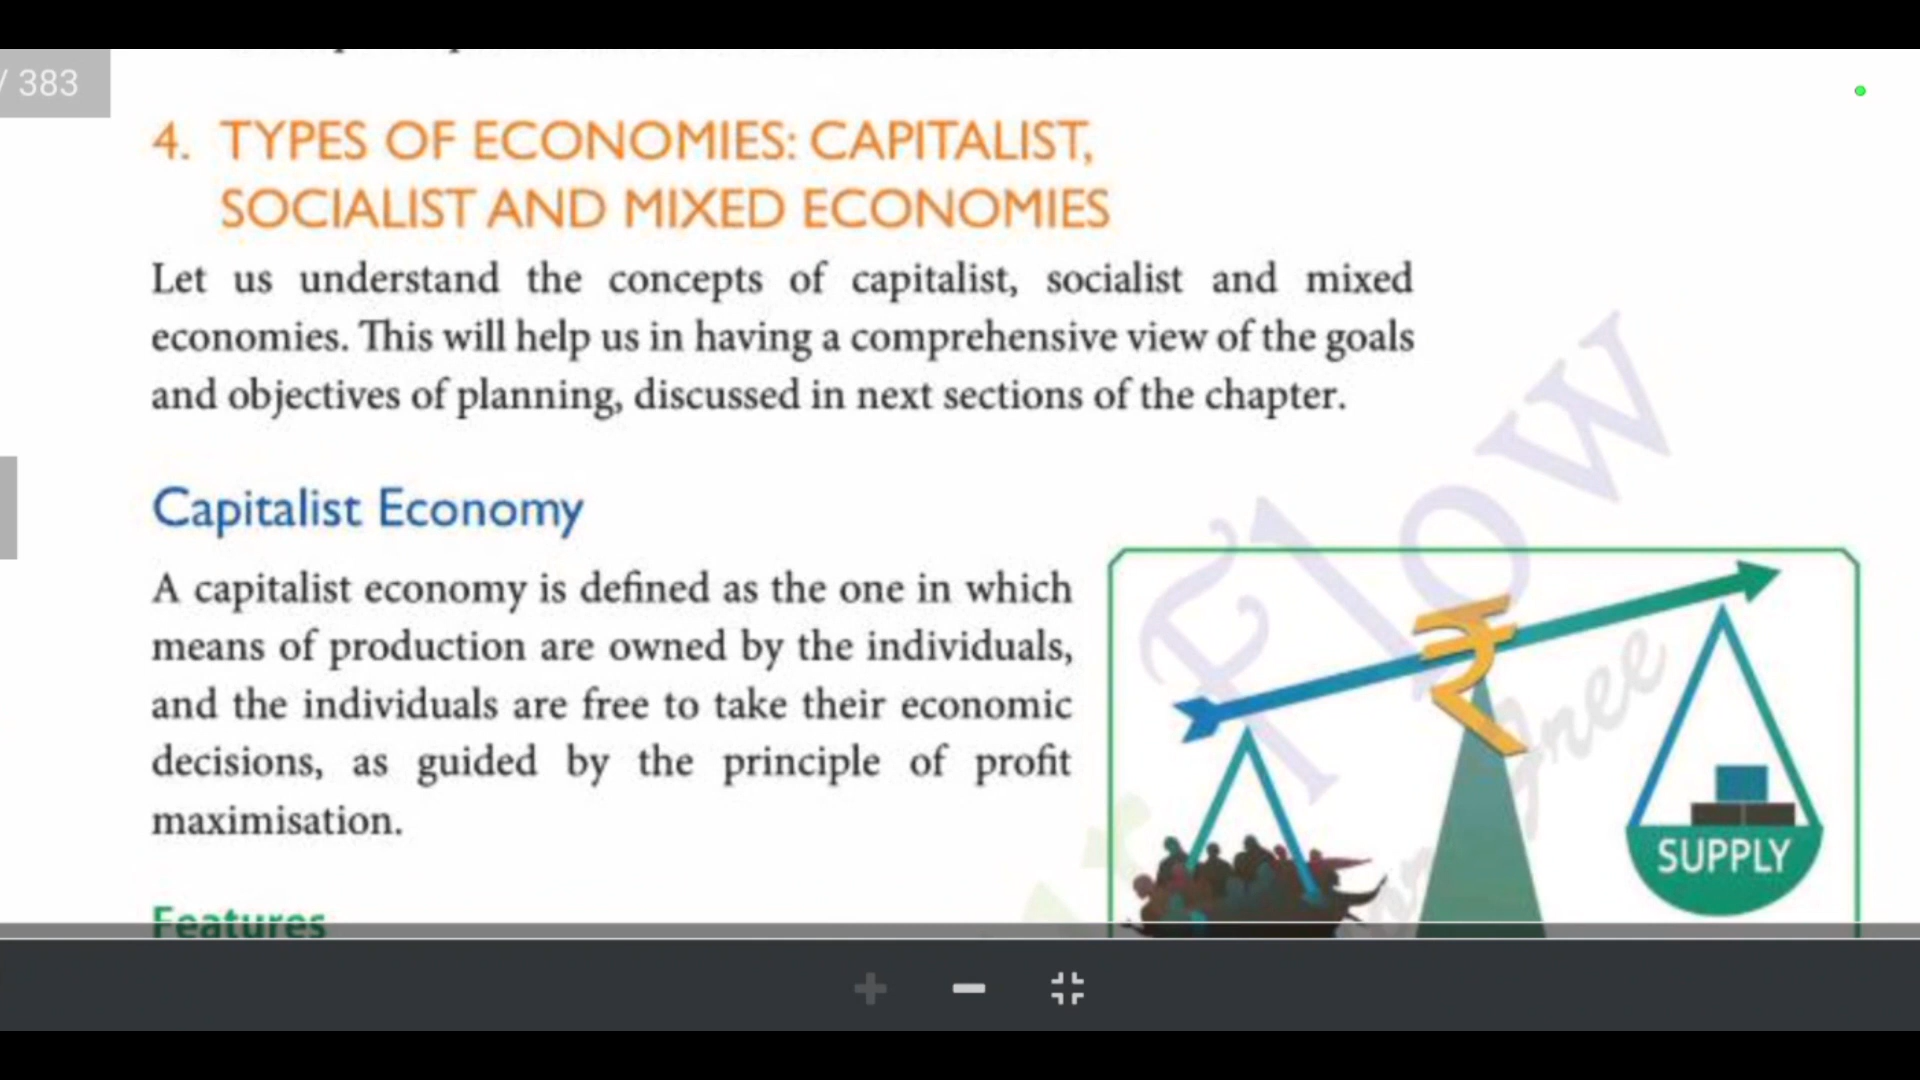 / 383
4. TYPES OF ECONOMIES: CAPITALIST,
SOCIALIST AND MIXED ECONOMIES
Let us understand the concepts of capitalist, socialist and mixed
economies. This will help us in having a comprehensive view of the goals
and objectives of planning, discussed in next sections of the chapter.
Capitalist Economy
A capitalist economy is defined as the one in which
means of production are owned by the individuals,
and the individuals are free to take their economic
decisions, as guided by the principle of profit
maximisation.
₹
SUPPLY
Features
Flow